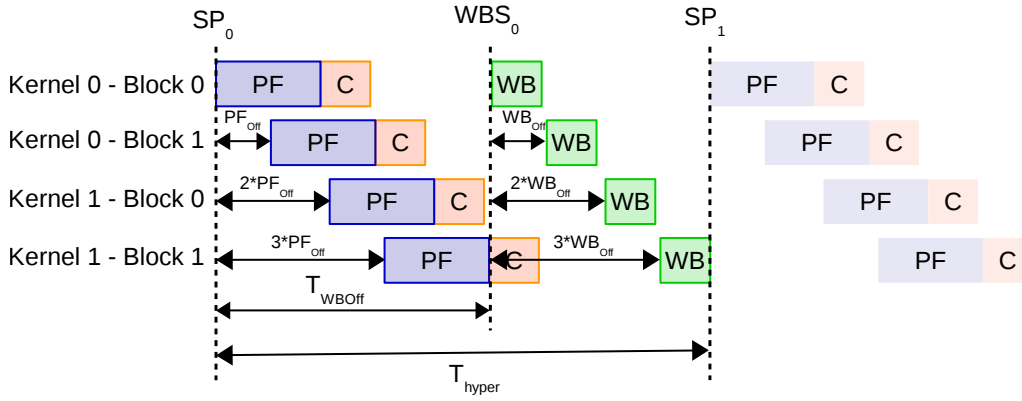 SP0 WBS0 SP1
Kernel 0 - Block 0 PF C WB PF C
PFOff WBOff
Kernel 0 - Block 1 PF C WB PF C
2*PFOff 2*WBOff
Kernel 1 - Block 0 PF C WB PF C
3*PFOff 3*WBOff
Kernel 1 - Block 1 PF C WB PF C
TWBOff
Thyper